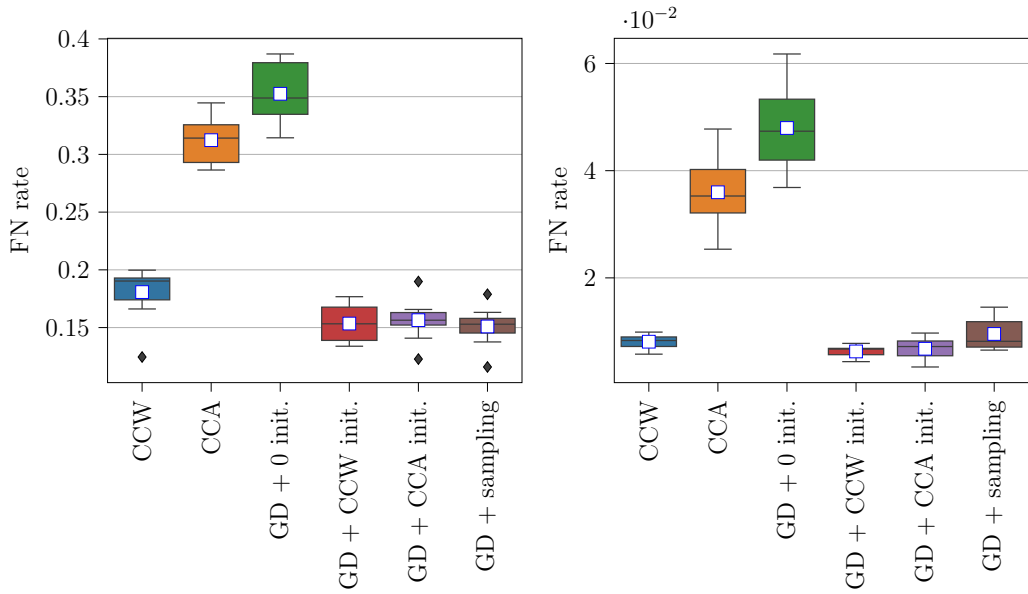 0.4
0.35
0.3
0.25
0.2
0.15
FN rate
CCW
CCA
GD + 0 init.
GD + CCW init.
GD + CCA init.
GD + sampling
·10⁻²
6
4
2
FN rate
CCW
CCA
GD + 0 init.
GD + CCW init.
GD + CCA init.
GD + sampling